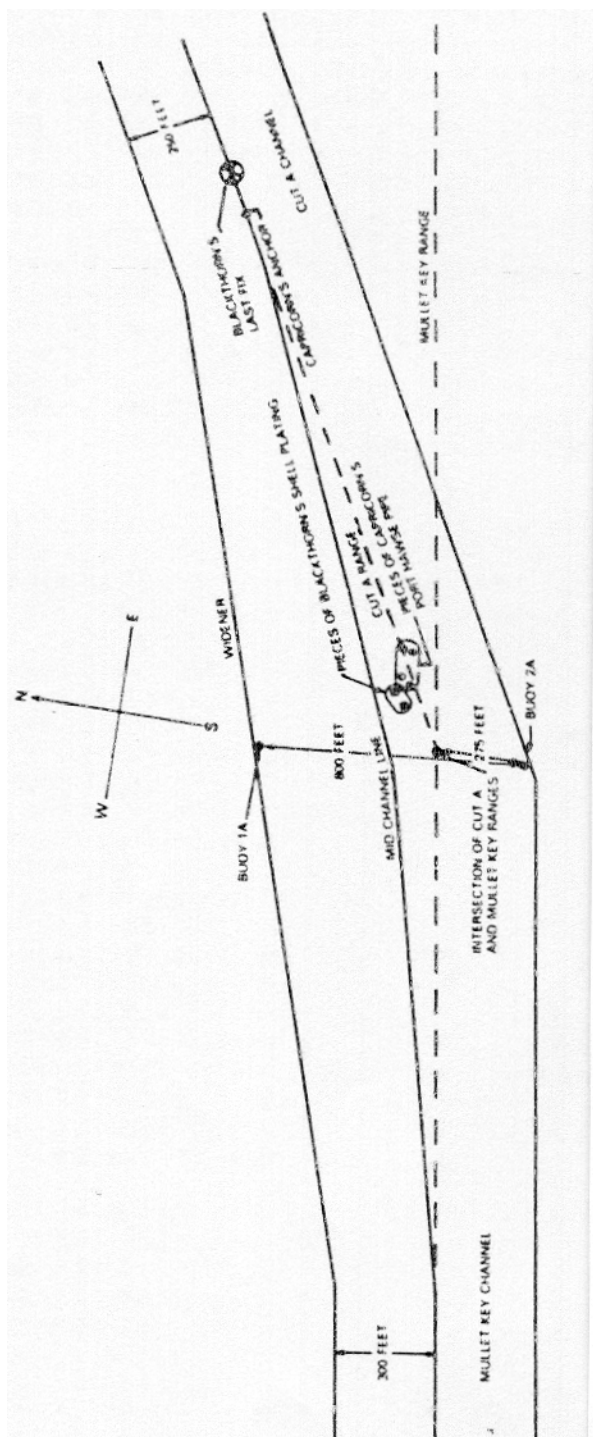 250 FEET
CUT A CHANNEL
BLACKTHORN'S
LAST FIX
CAPRICORN'S ANCHOR
MULLET KEY RANGE
WIDENER
PIECES OF BLACKTHORN'S SHELL PLATING
CUT A RANGE
PIECES OF CAPRICORN'S
PORT HAWSE PIPE
N
E
S
W
BUOY 1A
800 FEET
MID CHANNEL LINE
275 FEET
BUOY 2A
INTERSECTION OF CUT A
AND MULLET KEY RANGES
300 FEET
MULLET KEY CHANNEL